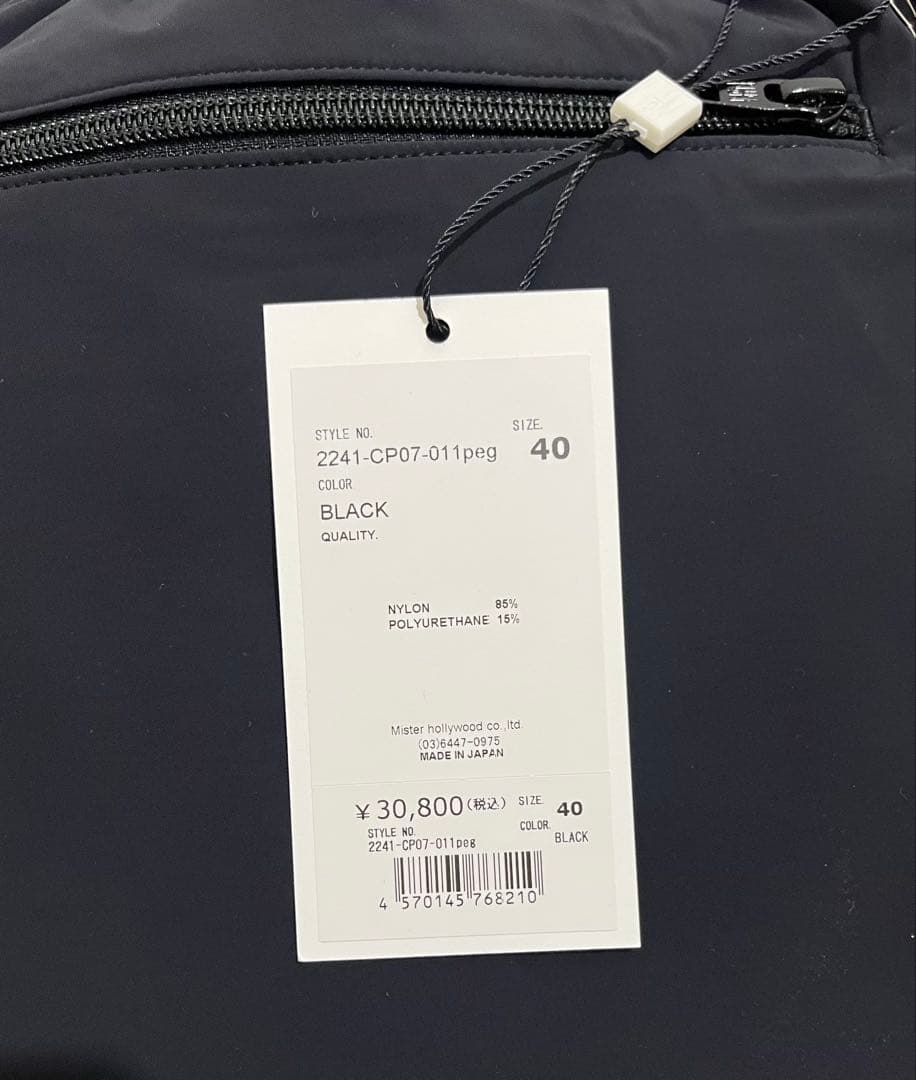 STYLE NO.
SIZE.
2241-CP07-011peg
40
COLOR
BLACK
QUALITY.
NYLON 85%
POLYURETHANE 15%
Mister hollywood co.,ltd.
(03)6447-0975
MADE IN JAPAN
¥ 30,800(税込) SIZE. 40
STYLE NO. COLOR.
2241-CP07-011peg BLACK
4 570145 768210